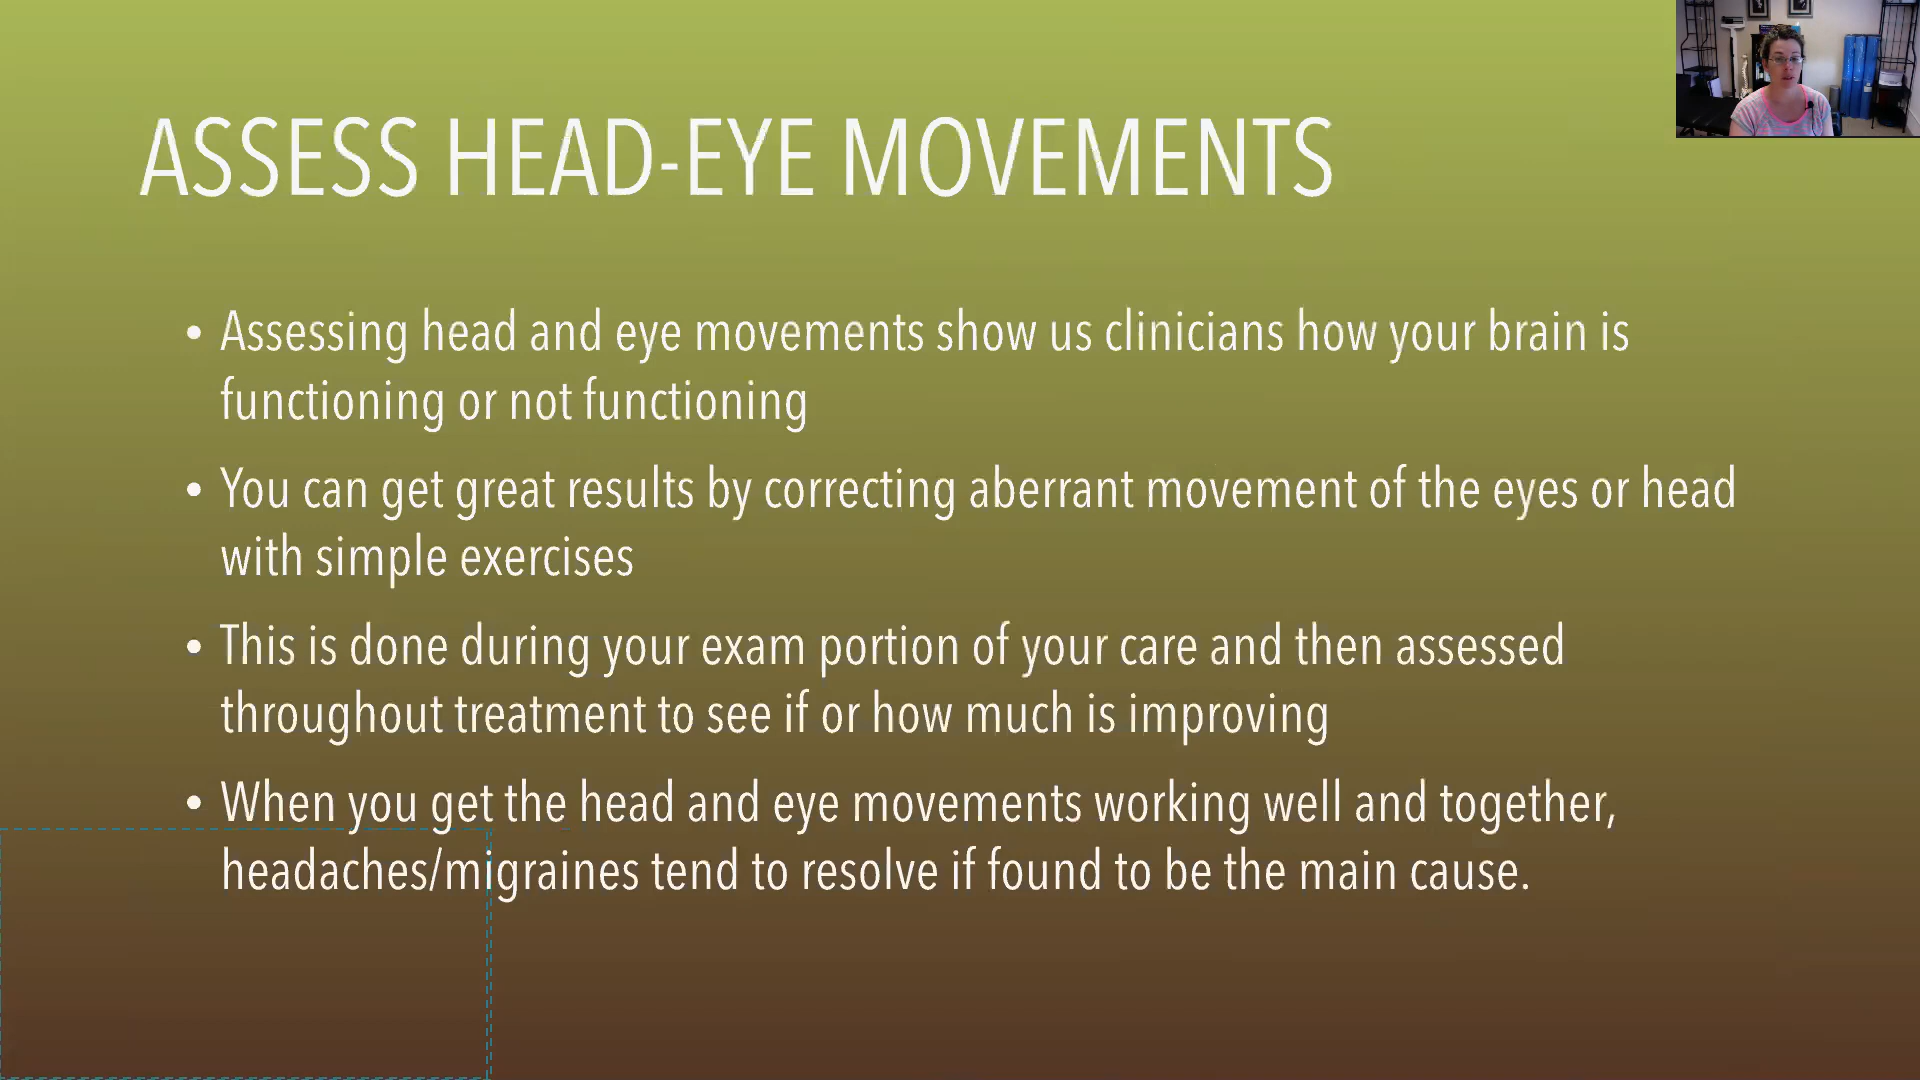 ASSESS HEAD-EYE MOVEMENTS
• Assessing head and eye movements show us clinicians how your brain is
functioning or not functioning
• You can get great results by correcting aberrant movement of the eyes or head
with simple exercises
• This is done during your exam portion of your care and then assessed
throughout treatment to see if or how much is improving
• When you get the head and eye movements working well and together,
headaches/migraines tend to resolve if found to be the main cause.